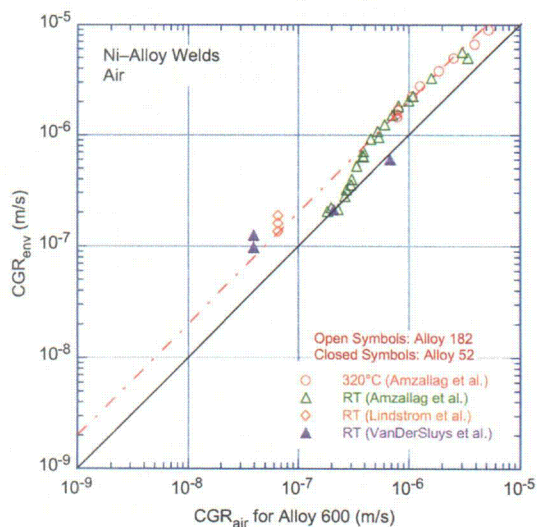 10⁻⁵
Ni–Alloy Welds
Air
10⁻⁶
CGRenv (m/s)
10⁻⁷
Open Symbols: Alloy 182
Closed Symbols: Alloy 52
10⁻⁸
320°C (Amzallag et al.)
RT (Amzallag et al.)
RT (Lindstrom et al.)
RT (VanDerSluys et al.)
10⁻⁹
10⁻⁹ 10⁻⁸ 10⁻⁷ 10⁻⁶ 10⁻⁵
CGRair for Alloy 600 (m/s)